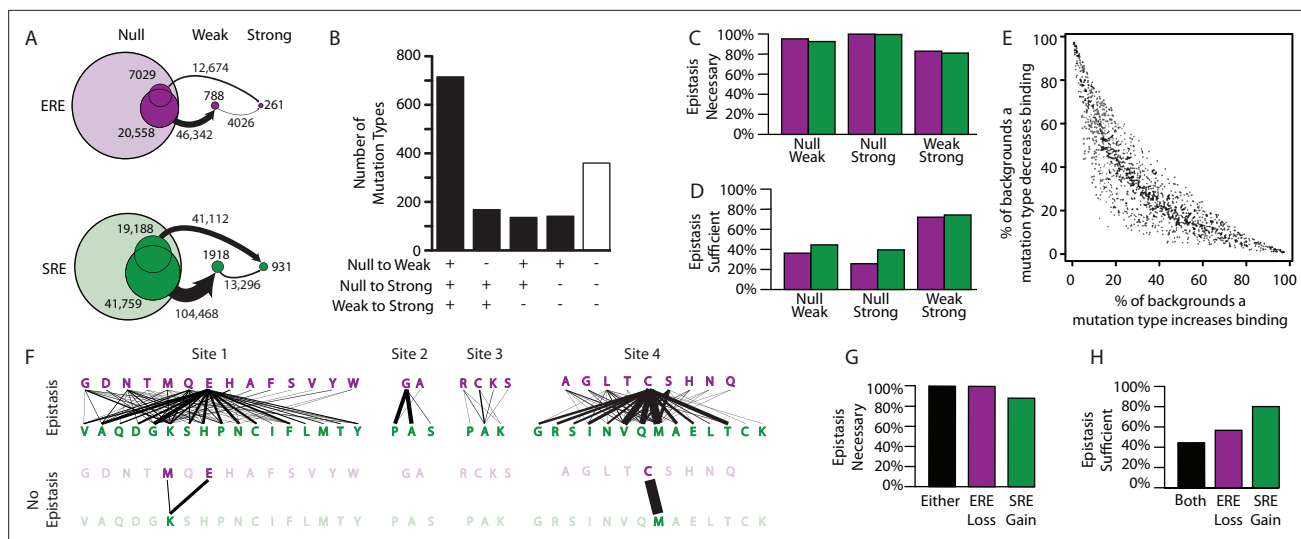 A
Null Weak Strong
ERE
7029
12,674
788
261
4026
20,558
46,342
SRE
19,188
41,112
1918
931
13,296
41,759
104,468
B
Number of
Mutation Types
800
600
400
200
0
Null to Weak + - + + -
Null to Strong + + + - -
Weak to Strong + + - - -
C
Epistasis
Necessary
100%
80%
60%
40%
20%
0%
Null Null Weak
Weak Strong Strong
D
Epistasis
Sufficient
100%
80%
60%
40%
20%
0%
Null Null Weak
Weak Strong Strong
E
% of backgrounds a
mutation type decreases binding
100
80
60
40
20
0
0 20 40 60 80 100
% of backgrounds a
mutation type increases binding
F
Site 1 Site 2 Site 3 Site 4
Epistasis
G D N T M Q E H A F S V Y W G A R C K S A G L T C S H N Q
V A Q D G K S H P N C I F L M T Y P A S P A K G R S I N V Q M A E L T C K
No
Epistasis
G D N T M Q E H A F S V Y W G A R C K S A G L T C S H N Q
V A Q D G K S H P N C I F L M T Y P A S P A K G R S I N V Q M A E L T C K
G
Epistasis
Necessary
100%
80%
60%
40%
20%
0%
Either ERE SRE
Loss Gain
H
Epistasis
Sufficient
100%
80%
60%
40%
20%
0%
Both ERE SRE
Loss Gain